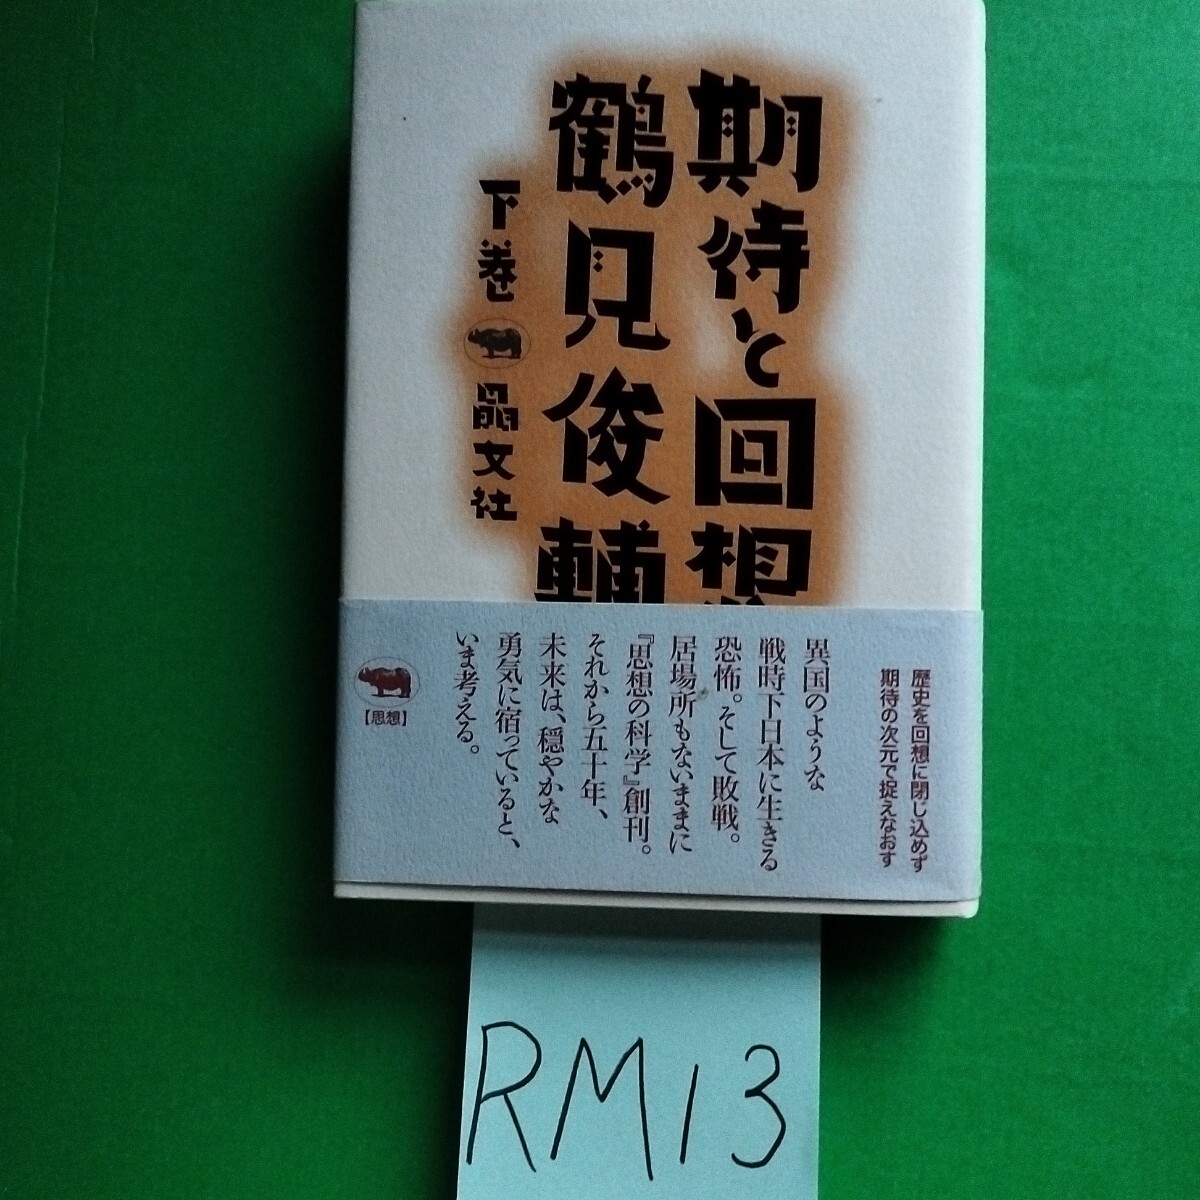 期待と回想
鶴見俊輔
下巻
晶文社
歴史を回想に閉じ込めず
期待の次元で捉えなおす
異国のような
戦時下日本に生きる
恐怖。そして敗戦。
居場所もないままに
『思想の科学』創刊。
それから五十年、
未来は、穏やかな
勇気に宿っていると、
いま考える。
【思想】
RM13